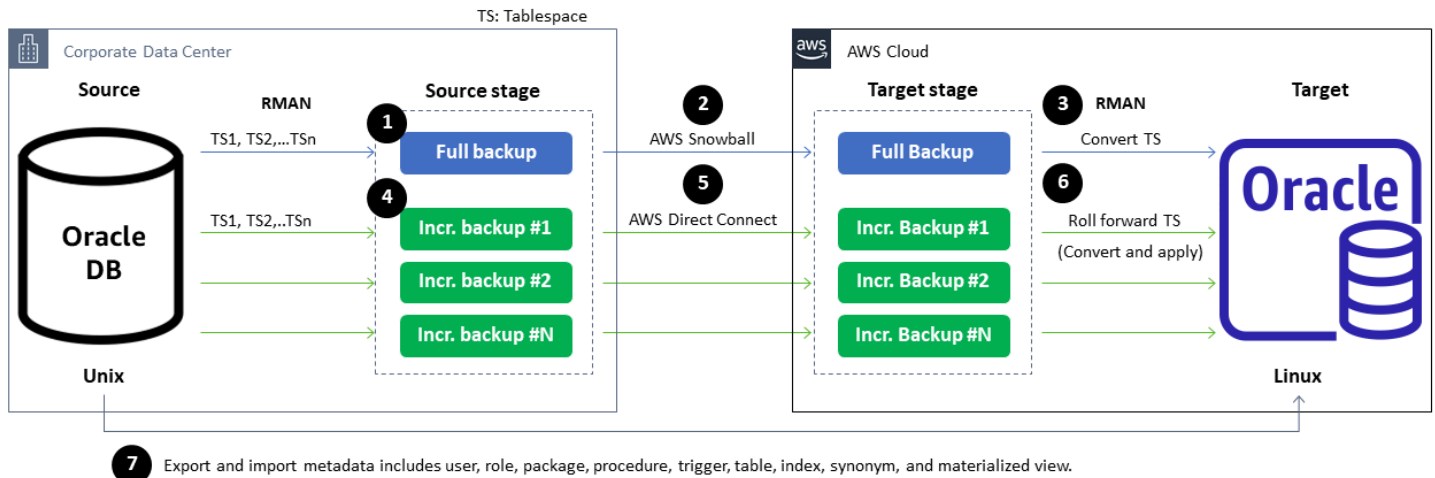 TS: Tablespace
Corporate Data Center
aws
AWS Cloud
Source
RMAN
Source stage
2
Target stage
3
RMAN
Target
1
TS1, TS2,...TSn
Full backup
AWS Snowball
Full Backup
Convert TS
4
5
6
Oracle
TS1, TS2,..TSn
Incr. backup #1
AWS Direct Connect
Incr. Backup #1
Roll forward TS
(Convert and apply)
Oracle
DB
Incr. backup #2
Incr. Backup #2
Incr. backup #N
Incr. Backup #N
Unix
Linux
7
Export and import metadata includes user, role, package, procedure, trigger, table, index, synonym, and materialized view.